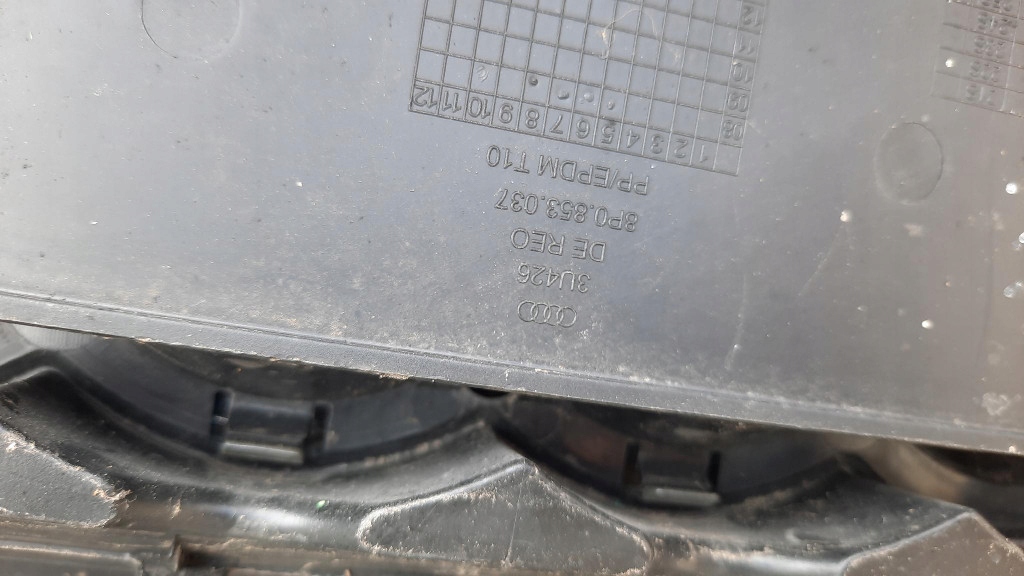 3U426
DE REO
8P0.853.037
PP/EPDM T10
1 2 3 4 5 6 7 8 9 10 11 12